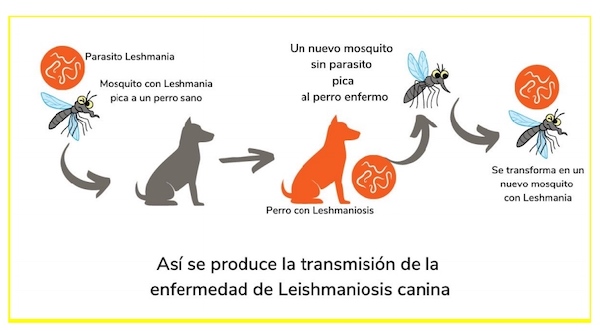 Parasito Leshmania
Mosquito con Leshmania
pica a un perro sano
Un nuevo mosquito
sin parasito
pica
al perro enfermo
Perro con Leshmaniosis
Se transforma en un
nuevo mosquito
con Leshmania
Así se produce la transmisión de la
enfermedad de Leishmaniosis canina